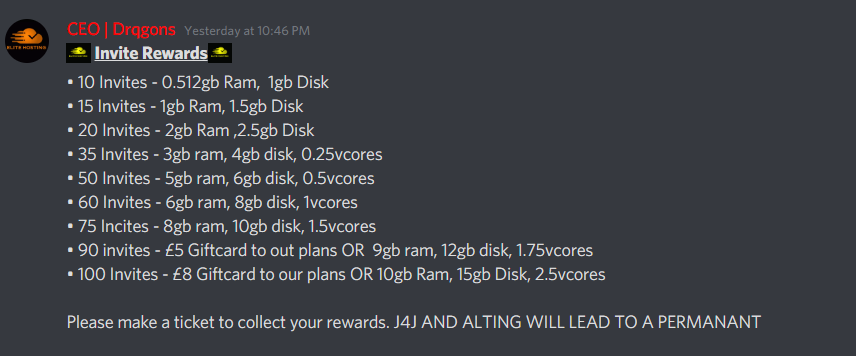 CEO | Drqgons Yesterday at 10:46 PM
BLITE HOSTING
Invite Rewards
• 10 Invites - 0.512gb Ram,  1gb Disk
• 15 Invites - 1gb Ram, 1.5gb Disk
• 20 Invites - 2gb Ram ,2.5gb Disk
• 35 Invites - 3gb ram, 4gb disk, 0.25vcores
• 50 Invites - 5gb ram, 6gb disk, 0.5vcores
• 60 Invites - 6gb ram, 8gb disk, 1vcores
• 75 Incites - 8gb ram, 10gb disk, 1.5vcores
• 90 invites - £5 Giftcard to out plans OR  9gb ram, 12gb disk, 1.75vcores
• 100 Invites - £8 Giftcard to our plans OR 10gb Ram, 15gb Disk, 2.5vcores
Please make a ticket to collect your rewards. J4J AND ALTING WILL LEAD TO A PERMANANT